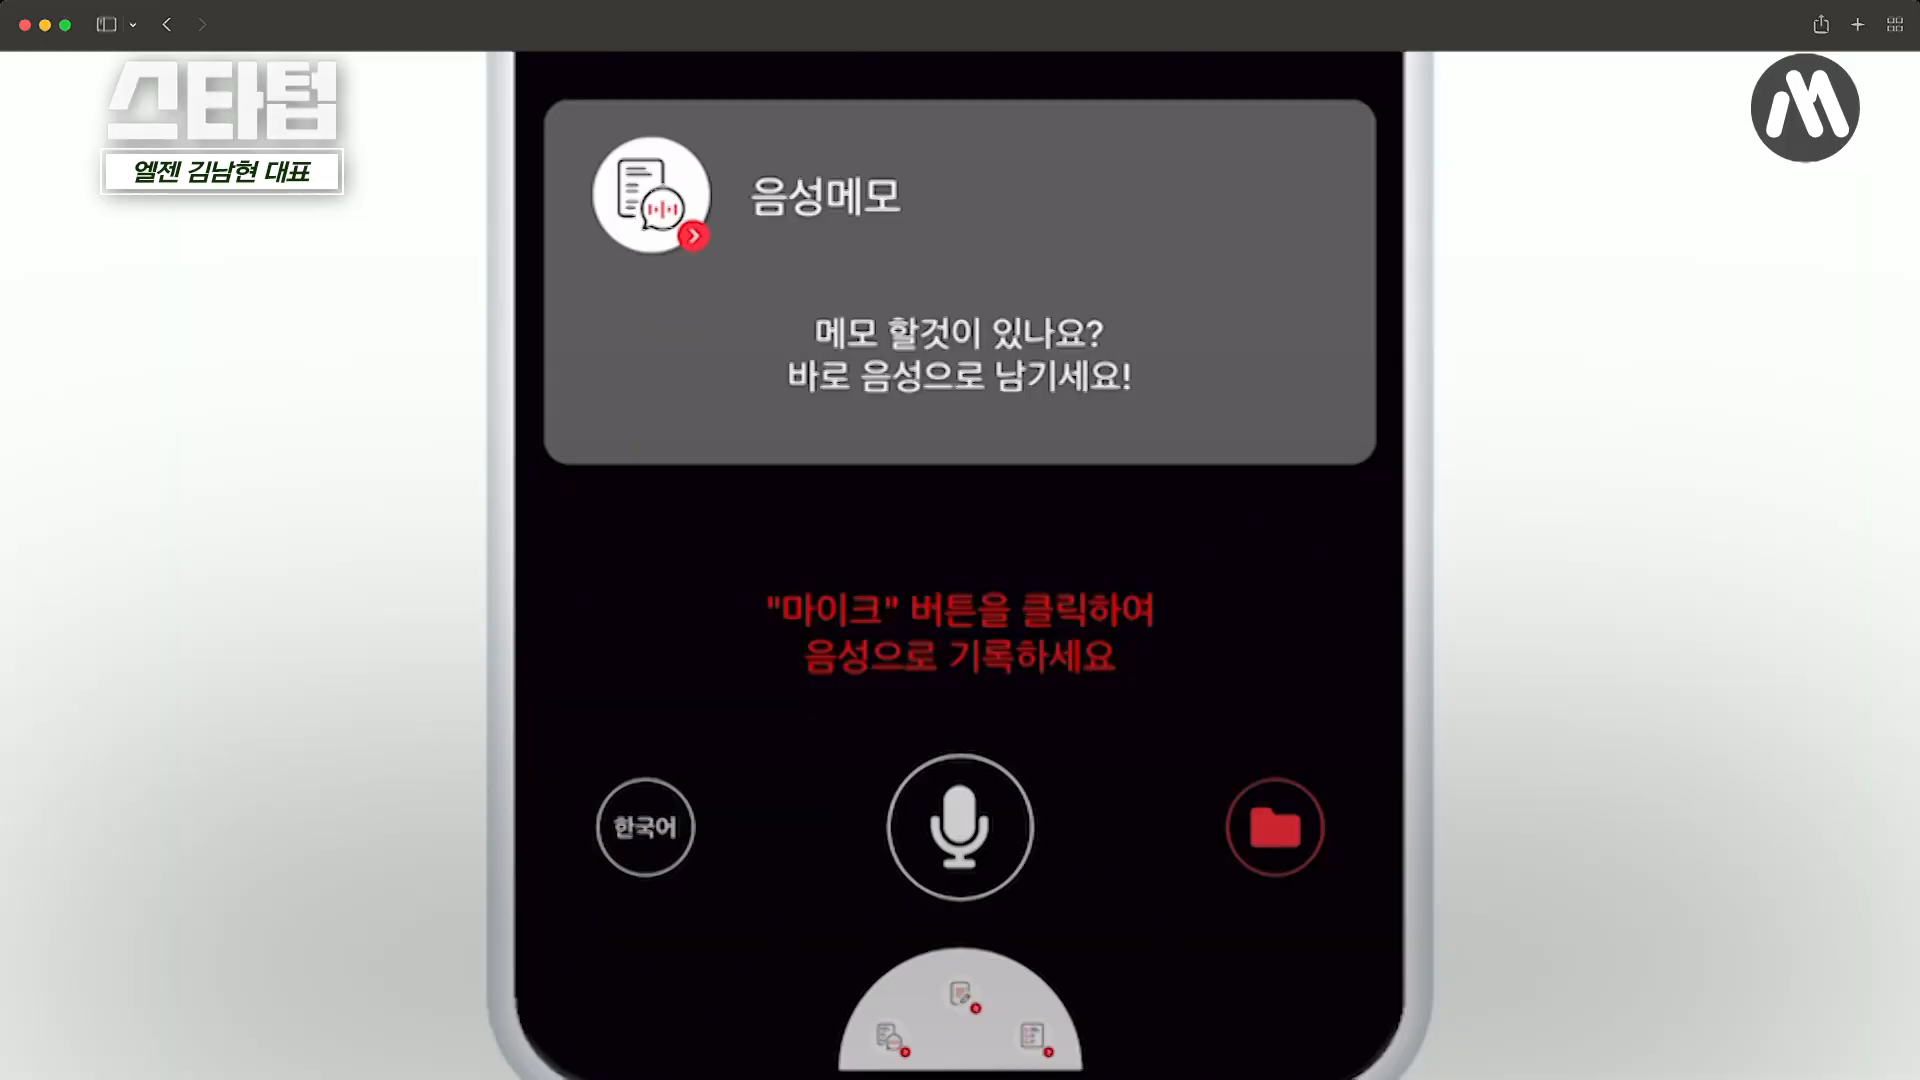 스타텀
엘젠 김남현 대표
음성메모
메모 할것이 있나요?
바로 음성으로 남기세요!
"마이크" 버튼을 클릭하여
음성으로 기록하세요
한국어